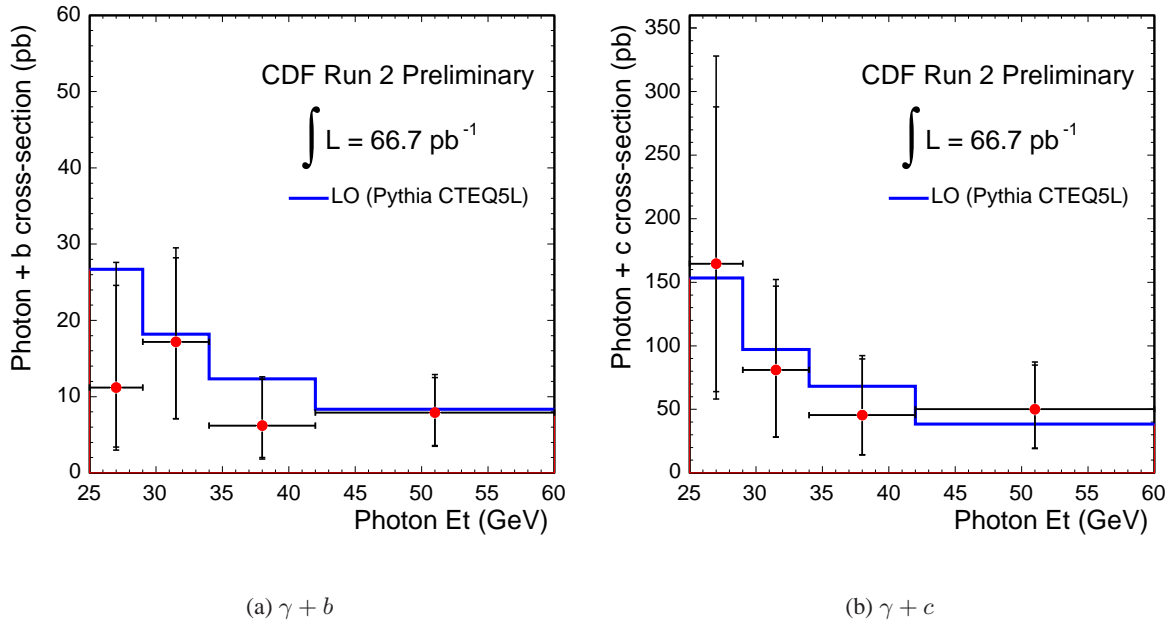 Photon + b cross-section (pb)
60
50
40
30
20
10
0
CDF Run 2 Preliminary
∫ L = 66.7 pb⁻¹
LO (Pythia CTEQ5L)
25 30 35 40 45 50 55 60
Photon Et (GeV)
(a) γ + b
Photon + c cross-section (pb)
350
300
250
200
150
100
50
0
CDF Run 2 Preliminary
∫ L = 66.7 pb⁻¹
LO (Pythia CTEQ5L)
25 30 35 40 45 50 55 60
Photon Et (GeV)
(b) γ + c